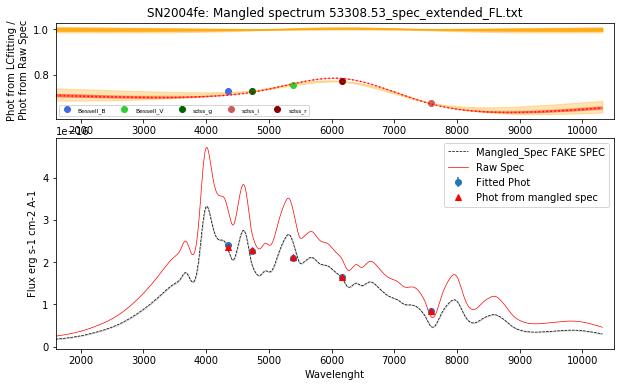 SN2004fe: Mangled spectrum 53308.53_spec_extended_FL.txt
Phot from LCfitting /
Phot from Raw Spec
1.0
0.8
Bessell_B Bessell_V sdss_g sdss_i sdss_r
2000 3000 4000 5000 6000 7000 8000 9000 10000
1e−16
Flux erg s-1 cm-2 A-1
4
3
2
1
0
Mangled_Spec FAKE SPEC
Raw Spec
Fitted Phot
Phot from mangled spec
2000 3000 4000 5000 6000 7000 8000 9000 10000
Wavelenght